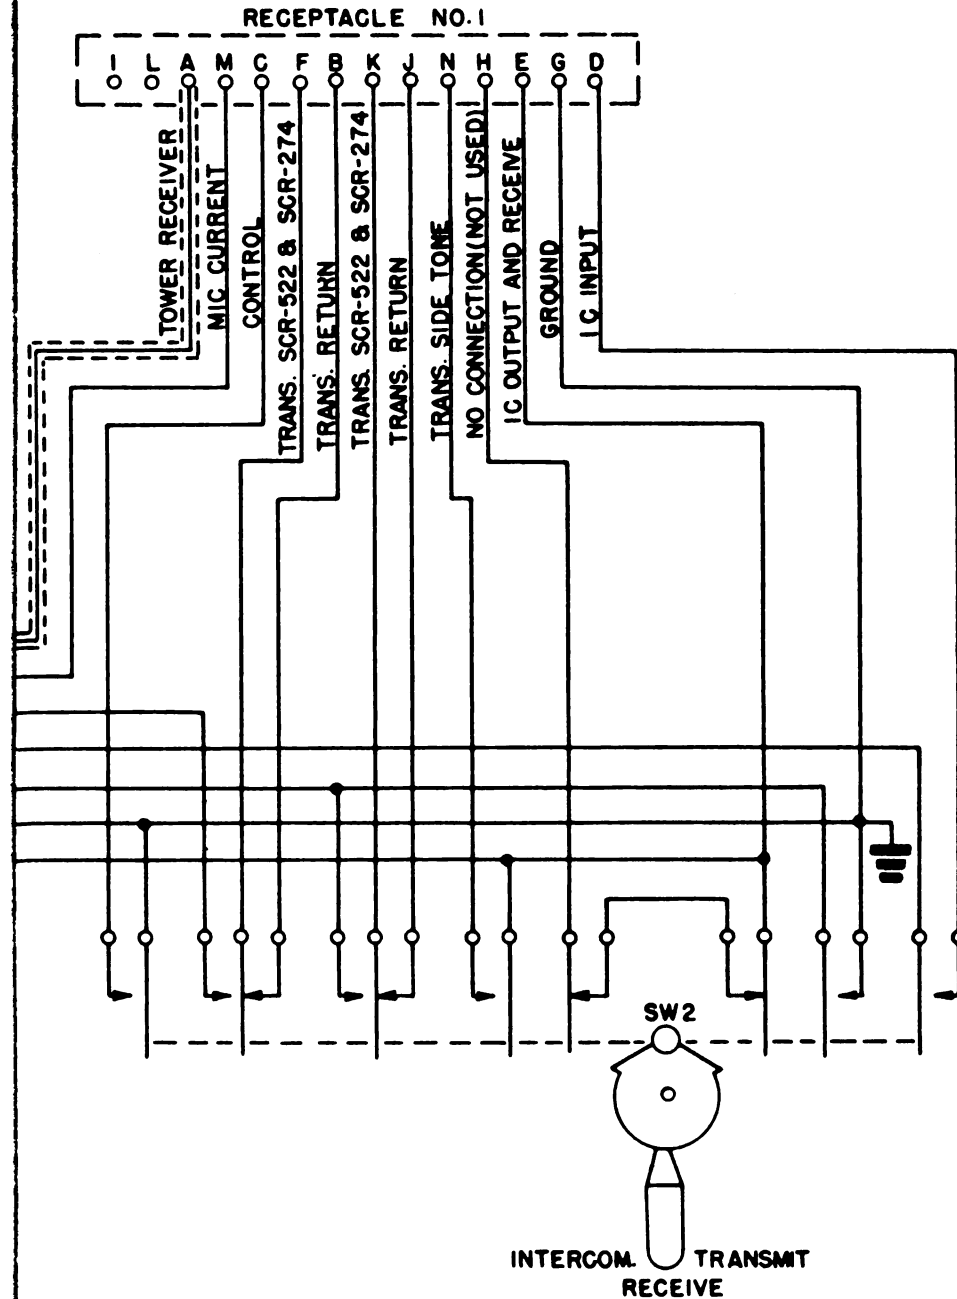 RECEPTACLE NO. 1
I L A M C F B K J N H E G D
TOWER RECEIVER
MIC CURRENT
CONTROL
TRANS. SCR-522 & SCR-274
TRANS. RETURN
TRANS. SCR-522 & SCR-274
TRANS. RETURN
TRANS. SIDE TONE
NO CONNECTION (NOT USED)
IC OUTPUT AND RECEIVE
GROUND
IC INPUT
SW2
INTERCOM. TRANSMIT
RECEIVE